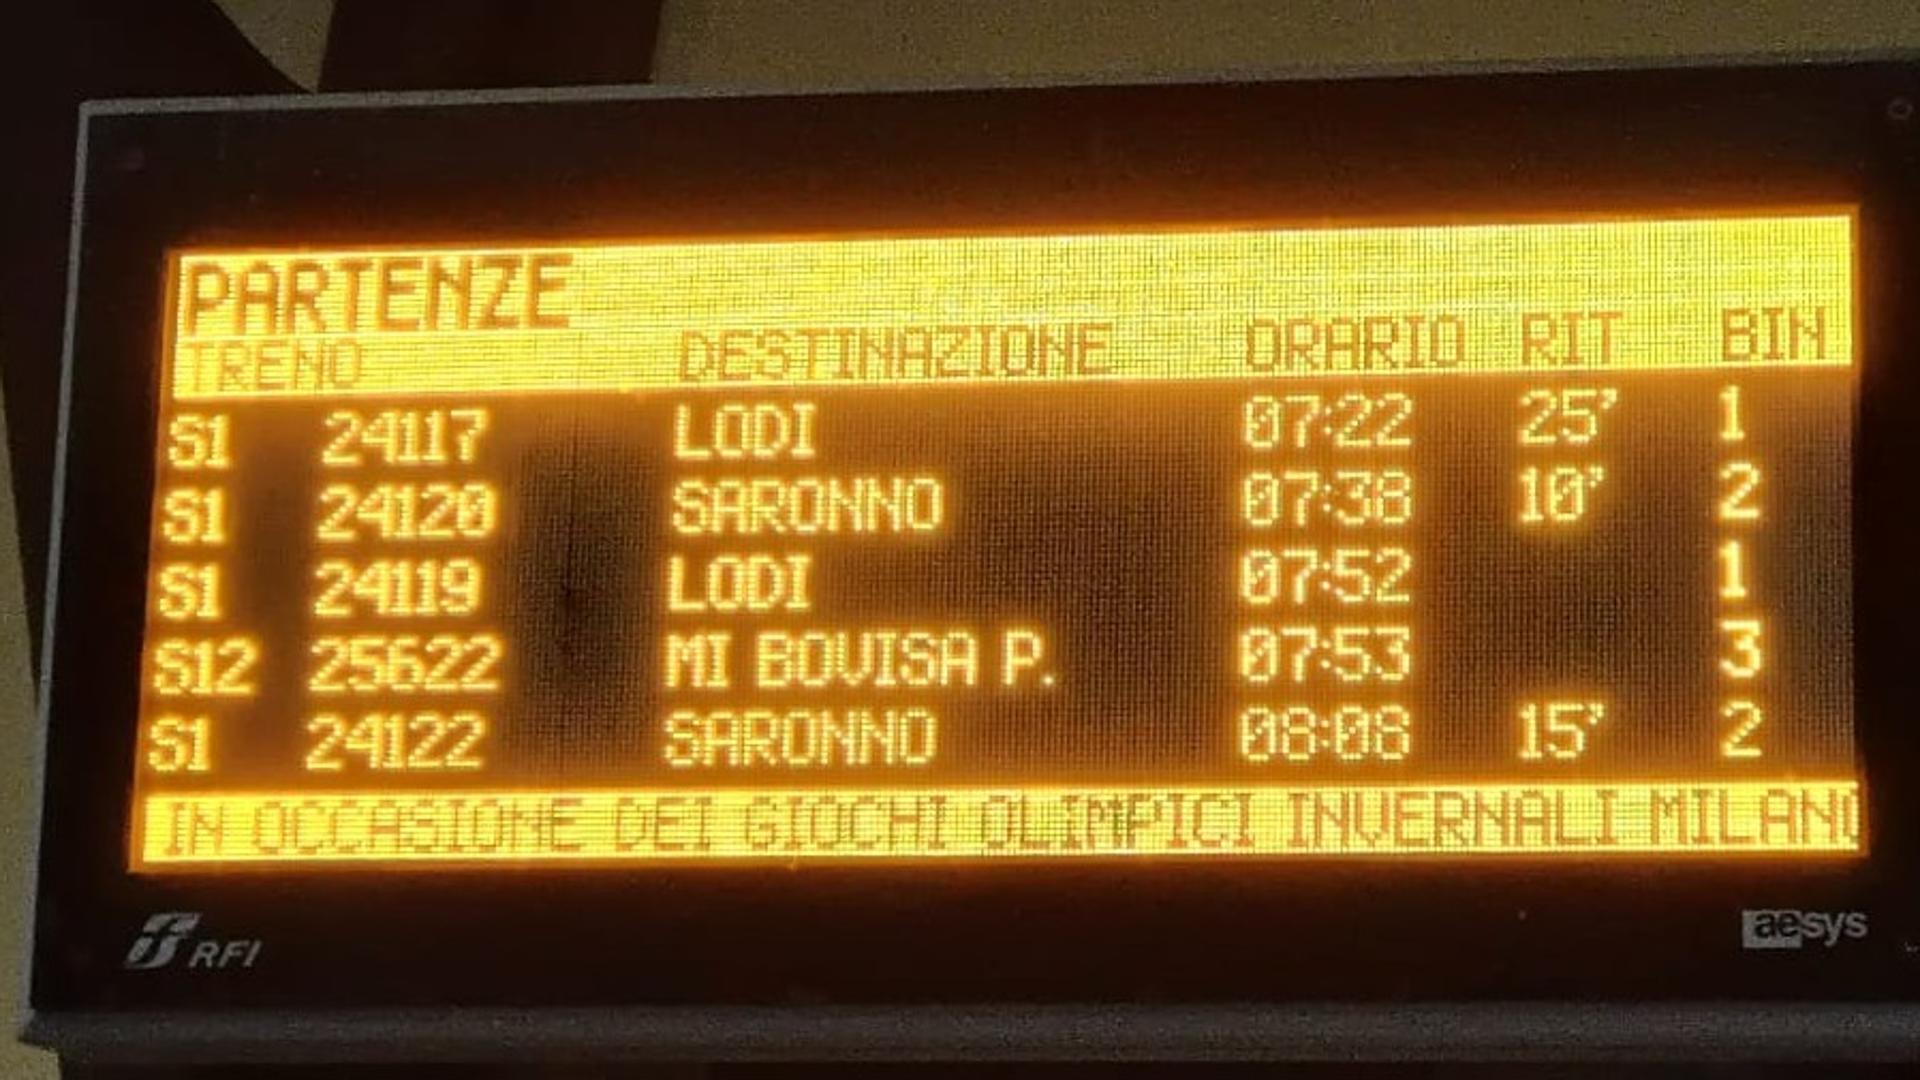 PARTENZE
TRENO DESTINAZIONE ORARIO RIT BIN
S1 24117 LODI 07:22 25' 1
S1 24120 SARONNO 07:38 10' 2
S1 24119 LODI 07:52 1
S12 25622 MI BOVISA P. 07:53 3
S1 24122 SARONNO 08:08 15' 2
IN OCCASIONE DEI GIOCHI OLIMPICI INVERNALI MILANO
RFI aesys